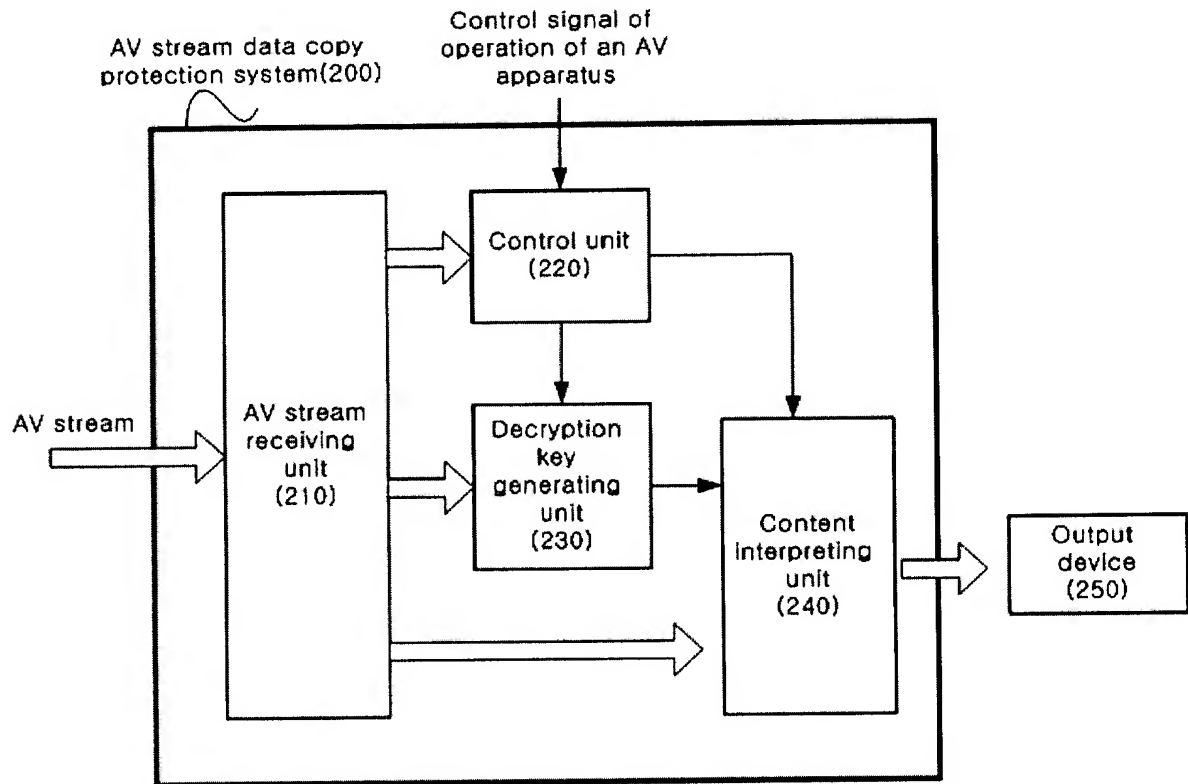 Control signal of
operation of an AV
apparatus
AV stream data copy
protection system(200)
Control unit
(220)
AV stream
AV stream
receiving
unit
(210)
Decryption
key
generating
unit
(230)
Content
interpreting
unit
(240)
Output
device
(250)